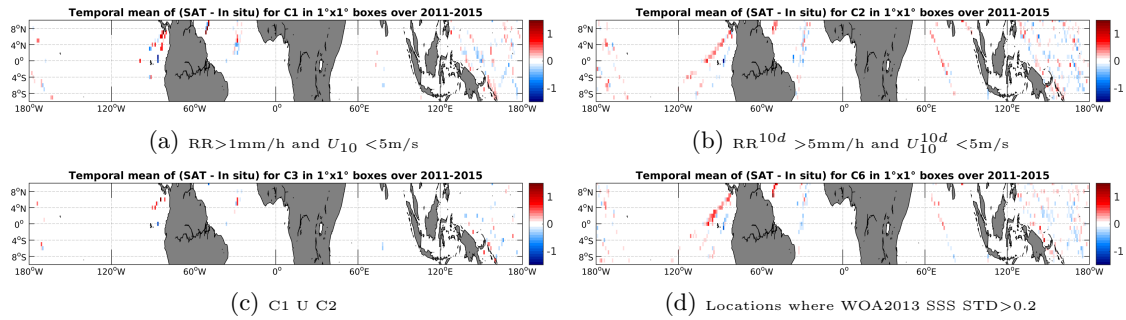 Temporal mean of (SAT - In situ) for C1 in 1°x1° boxes over 2011-2015
8°N
4°N
0°
4°S
8°S
180°W 120°W 60°W 0° 60°E 120°E 180°W
1
0
-1
(a) RR>1mm/h and U10 <5m/s
Temporal mean of (SAT - In situ) for C2 in 1°x1° boxes over 2011-2015
8°N
4°N
0°
4°S
8°S
180°W 120°W 60°W 0° 60°E 120°E 180°W
1
0
-1
(b) RR^10d >5mm/h and U10^10d <5m/s
Temporal mean of (SAT - In situ) for C3 in 1°x1° boxes over 2011-2015
8°N
4°N
0°
4°S
8°S
180°W 120°W 60°W 0° 60°E 120°E 180°W
1
0
-1
(c) C1 U C2
Temporal mean of (SAT - In situ) for C6 in 1°x1° boxes over 2011-2015
8°N
4°N
0°
4°S
8°S
180°W 120°W 60°W 0° 60°E 120°E 180°W
1
0
-1
(d) Locations where WOA2013 SSS STD>0.2